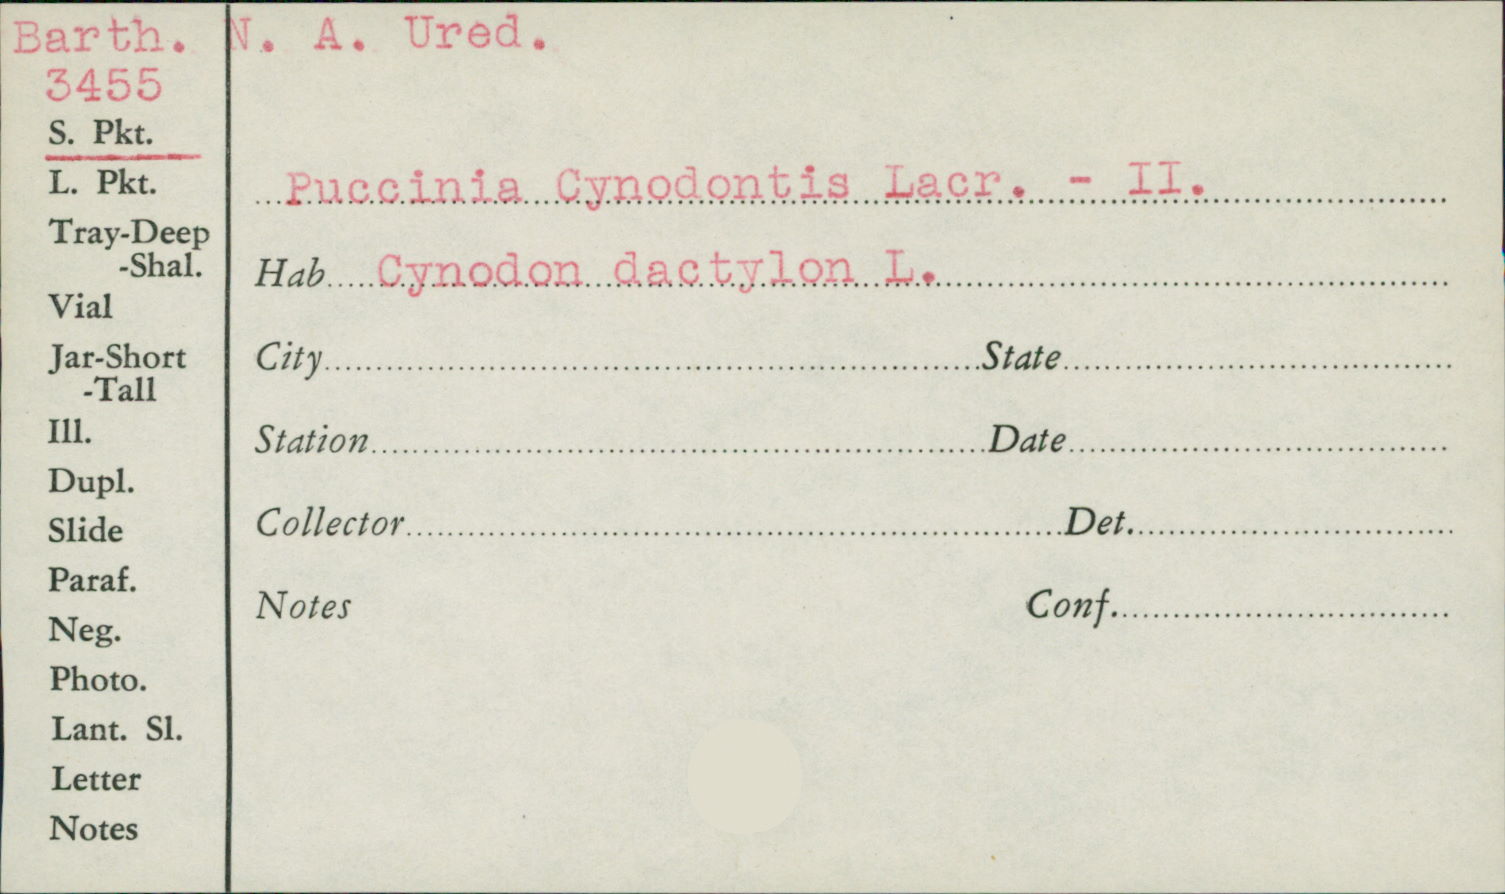 Barth. N. A. Ured.
3455
S. Pkt.
L. Pkt.
Tray-Deep
-Shal.
Vial
Jar-Short
-Tall
Ill.
Dupl.
Slide
Paraf.
Neg.
Photo.
Lant. Sl.
Letter
Notes
Puccinia Cynodontis Lacr. - II.
Hab. Cynodon dactylon L.
City State
Station Date
Collector Det.
Notes Conf.